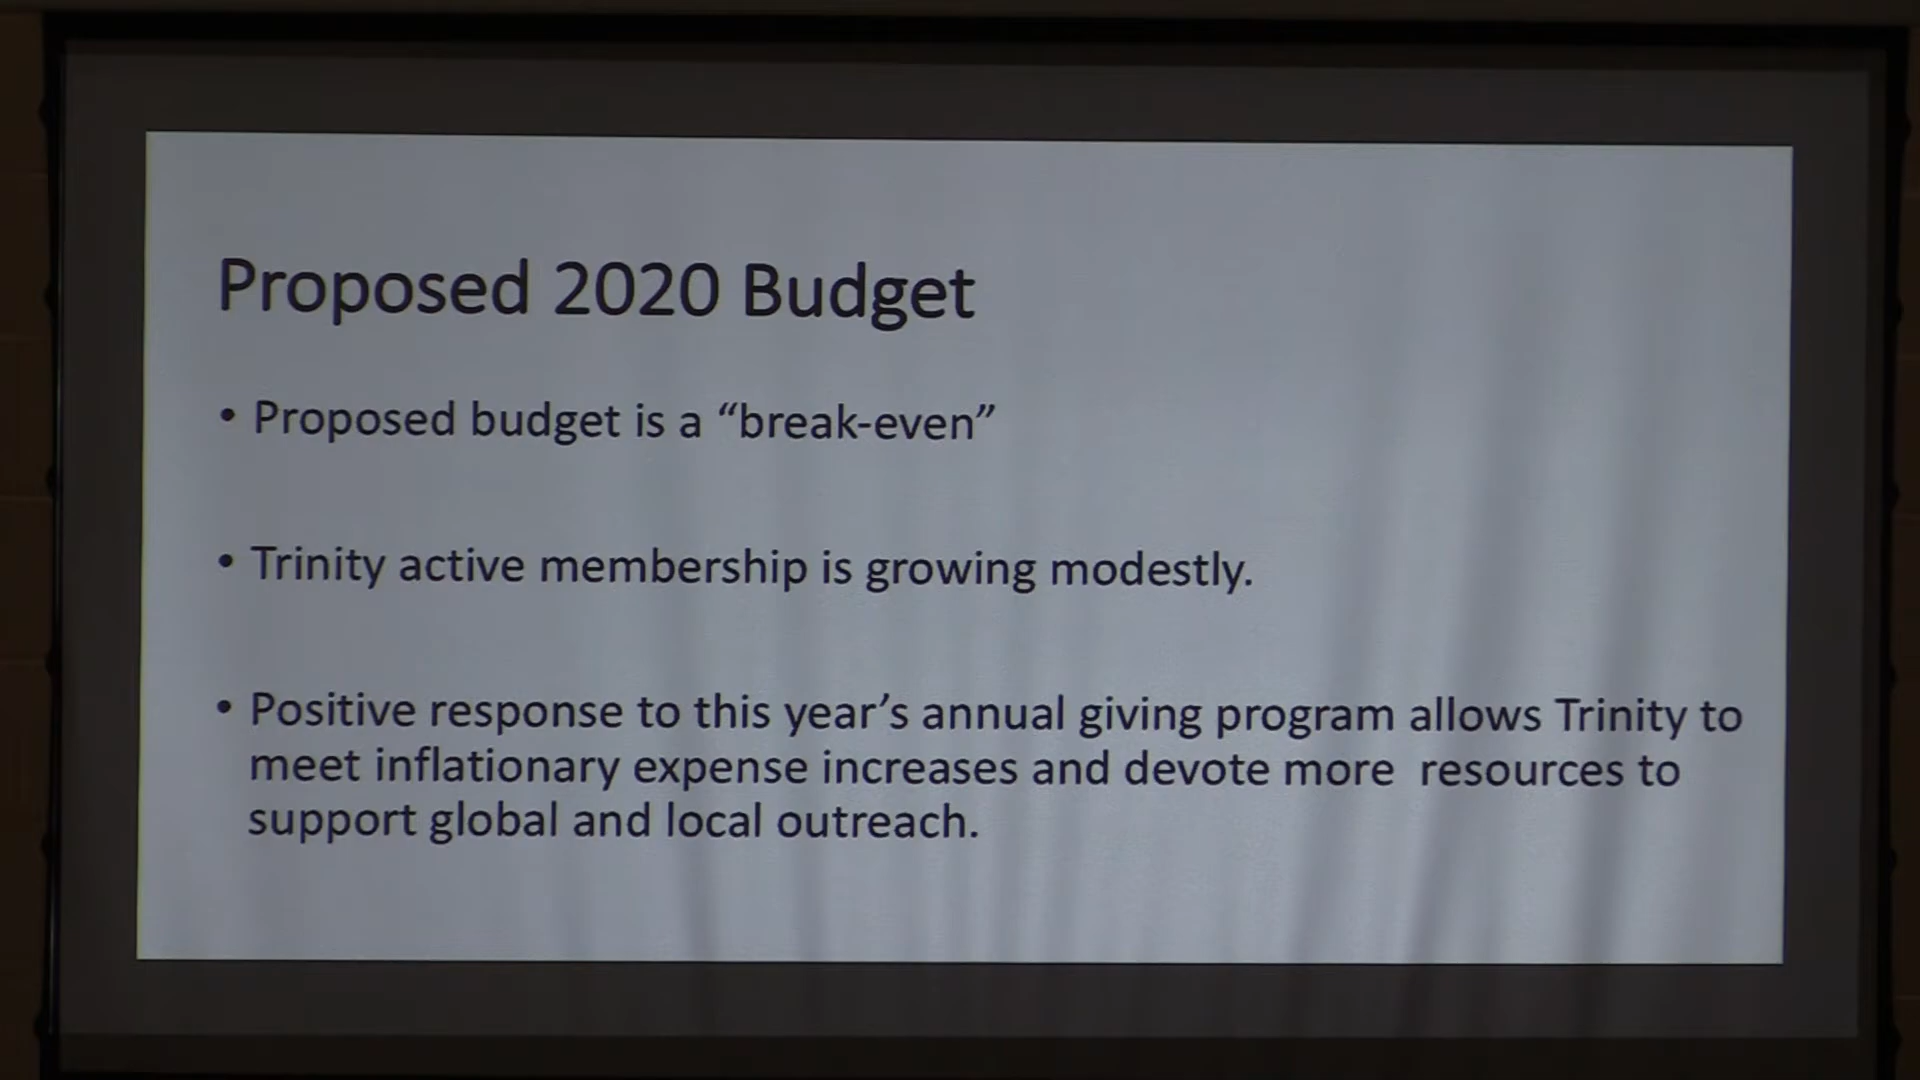 Proposed 2020 Budget
• Proposed budget is a “break-even”
• Trinity active membership is growing modestly.
• Positive response to this year’s annual giving program allows Trinity to
meet inflationary expense increases and devote more  resources to
support global and local outreach.